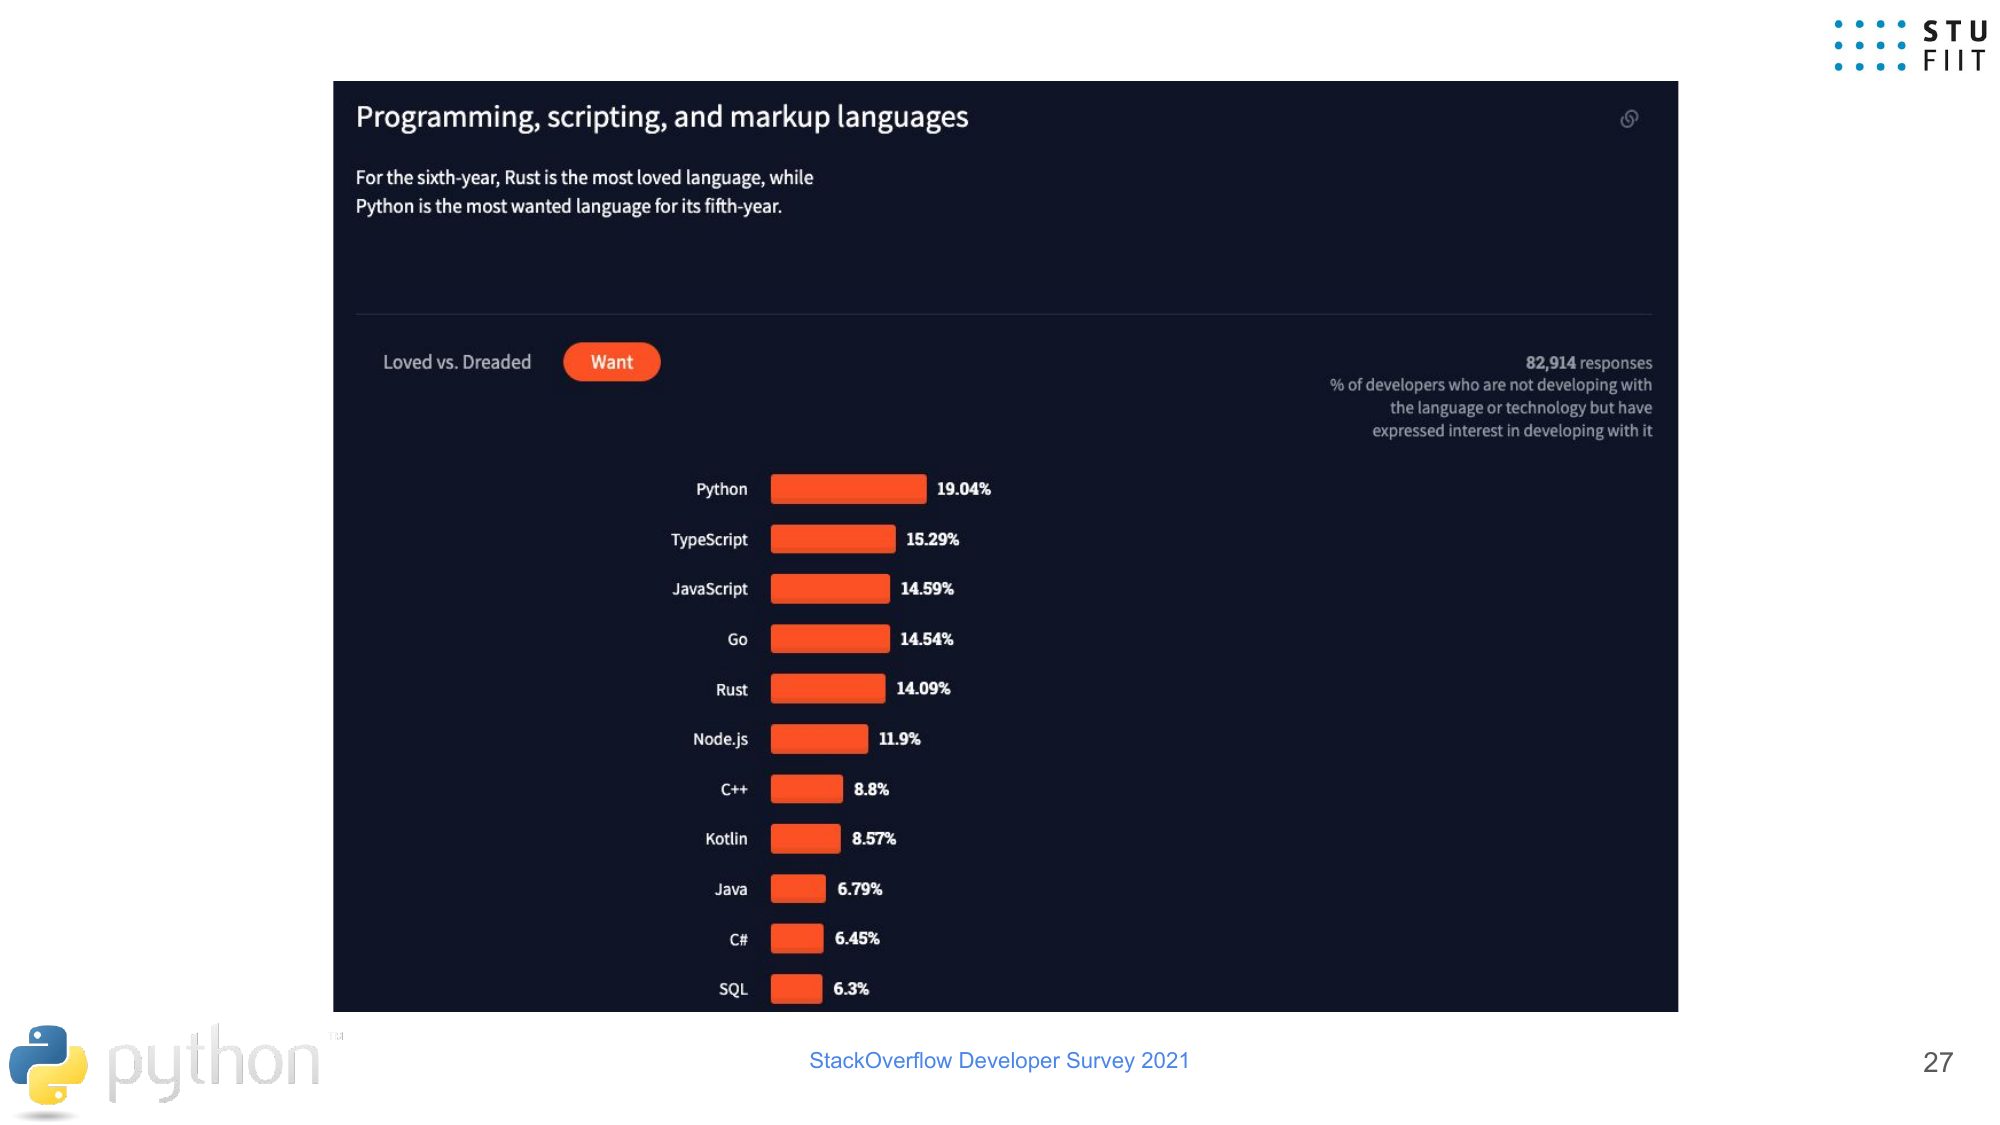 STU
FIIT
Programming, scripting, and markup languages
For the sixth-year, Rust is the most loved language, while
Python is the most wanted language for its fifth-year.
Loved vs. Dreaded
Want
82,914 responses
% of developers who are not developing with
the language or technology but have
expressed interest in developing with it
Python 19.04%
TypeScript 15.29%
JavaScript 14.59%
Go 14.54%
Rust 14.09%
Node.js 11.9%
C++ 8.8%
Kotlin 8.57%
Java 6.79%
C# 6.45%
SQL 6.3%
python ™
StackOverflow Developer Survey 2021
27